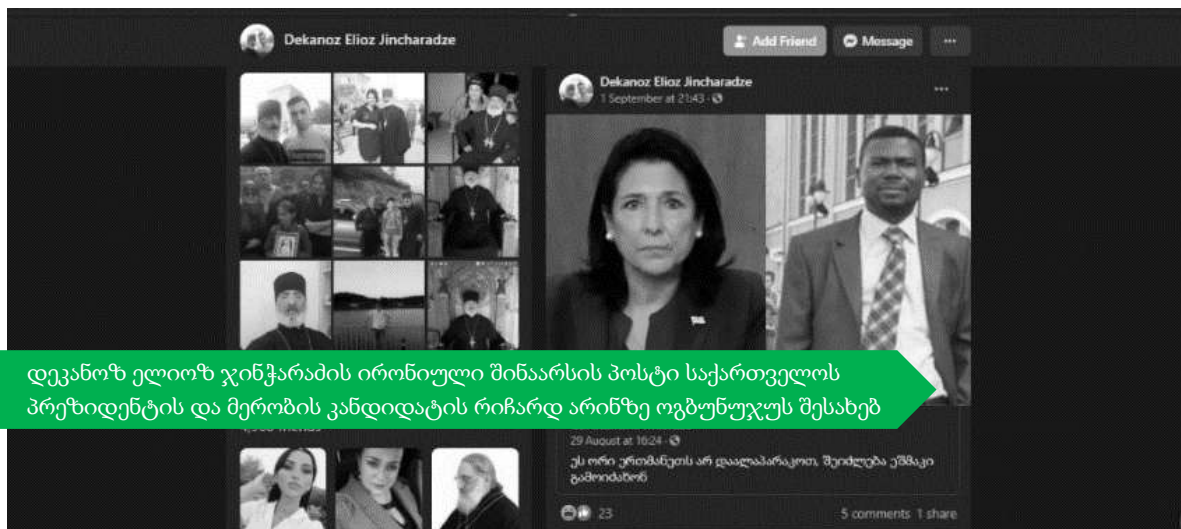 Dekanoz Elioz Jincharadze
Add Friend
Message
Dekanoz Elioz Jincharadze
1 September at 21:43
დეკანოზ ელიოზ ჯინჭარაძის ირონიული შინაარსის პოსტი საქართველოს
პრეზიდენტის და მერობის კანდიდატის რიჩარდ არინზე ოგბუნუჯუს შესახებ
29 August at 16:24
ეს ორი ერთმანეთს არ დაალაპარაკოთ, შეიძლება ეშმაკი
გამოიძახონ
23
5 comments 1 share